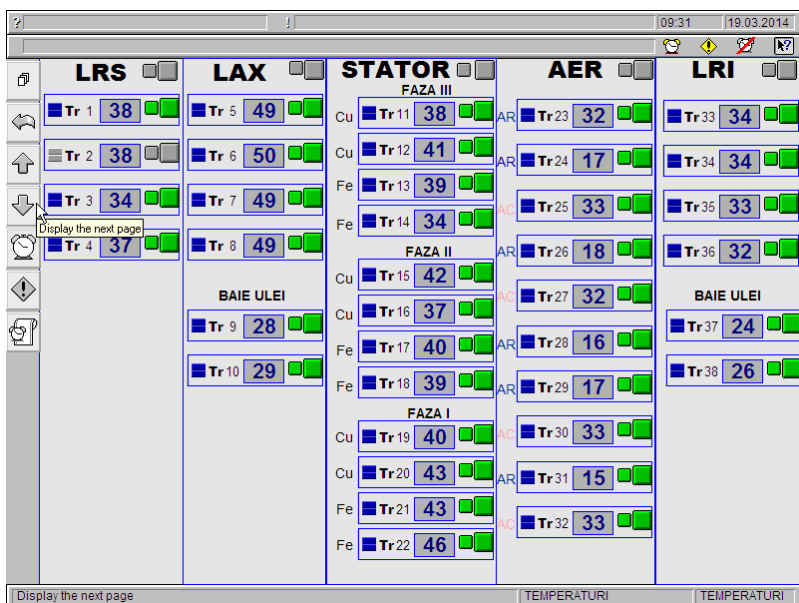 ? ! 09:31 19.03.2014
LRS
Tr 1 38
Tr 2 38
Tr 3 34
Display the next page
Tr 4 37
LAX
Tr 5 49
Tr 6 50
Tr 7 49
Tr 8 49
BAIE ULEI
Tr 9 28
Tr 10 29
STATOR
FAZA III
Cu Tr 11 38
Cu Tr 12 41
Fe Tr 13 39
Fe Tr 14 34
FAZA II
Cu Tr 15 42
Cu Tr 16 37
Fe Tr 17 40
Fe Tr 18 39
FAZA I
Cu Tr 19 40
Cu Tr 20 43
Fe Tr 21 43
Fe Tr 22 46
AER
AR Tr 23 32
AR Tr 24 17
AC Tr 25 33
AR Tr 26 18
AC Tr 27 32
AR Tr 28 16
AR Tr 29 17
AC Tr 30 33
AR Tr 31 15
AC Tr 32 33
LRI
Tr 33 34
Tr 34 34
Tr 35 33
Tr 36 32
BAIE ULEI
Tr 37 24
Tr 38 26
Display the next page TEMPERATURI TEMPERATURI